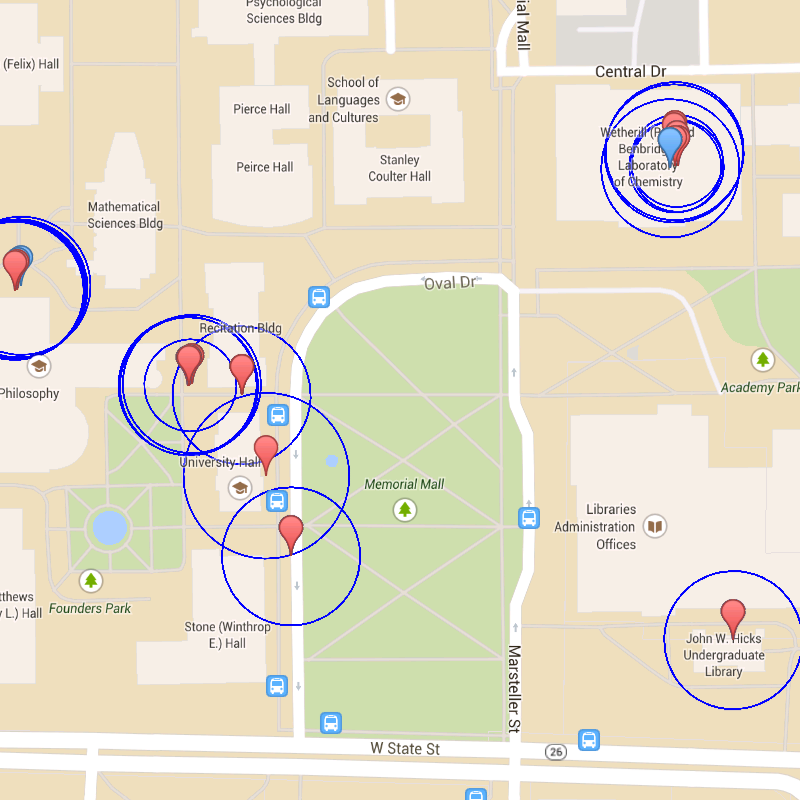 Psychological
Sciences Bldg
ial Mall
(Felix) Hall
Central Dr
School of
Languages
and Cultures
Pierce Hall
Stanley
Coulter Hall
Peirce Hall
Wetherill
Laboratory
of Chemistry
Mathematical
Sciences Bldg
Oval Dr
Recitation Bldg
Philosophy
Academy Park
University Hall
Memorial Mall
Libraries
Administration
Offices
Founders Park
tthews
y L.) Hall
Stone (Winthrop
E.) Hall
John W. Hicks
Undergraduate
Library
Marsteller St
W State St
26